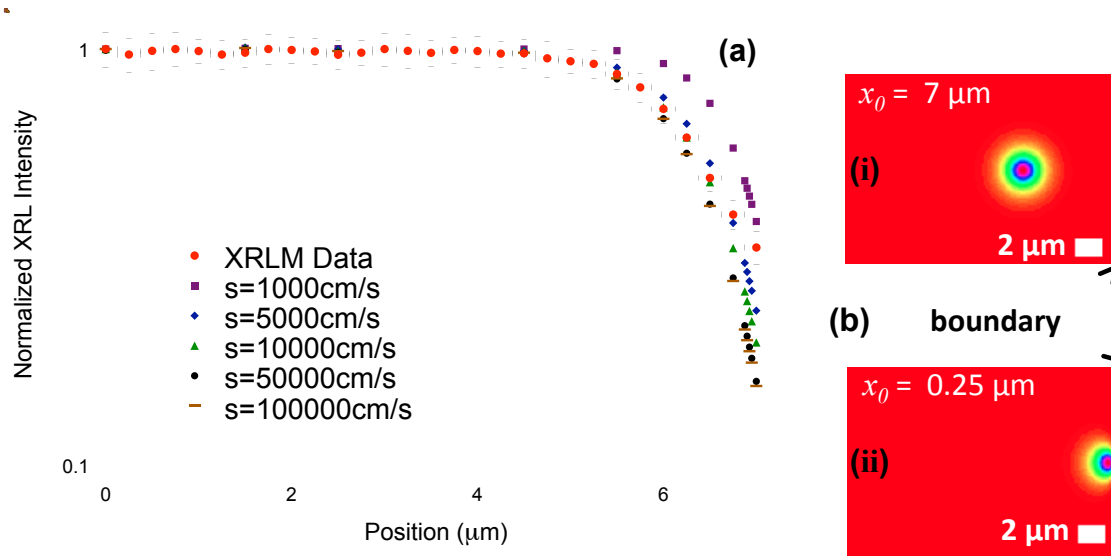 (a)
1
Normalized XRL Intensity
XRLM Data
s=1000cm/s
s=5000cm/s
s=10000cm/s
s=50000cm/s
s=100000cm/s
0.1
0
2
4
6
Position (μm)
x₀ = 7 μm
(i)
2 μm
(b) boundary
x₀ = 0.25 μm
(ii)
2 μm